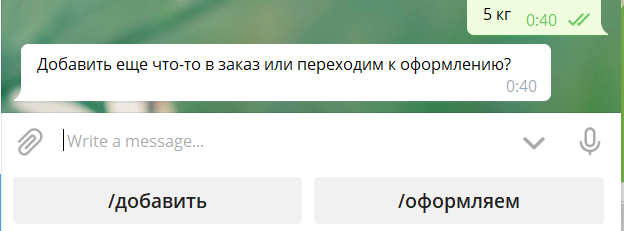 5 кг 0:40
Добавить еще что-то в заказ или переходим к оформлению?
0:40
Write a message...
/добавить /оформляем